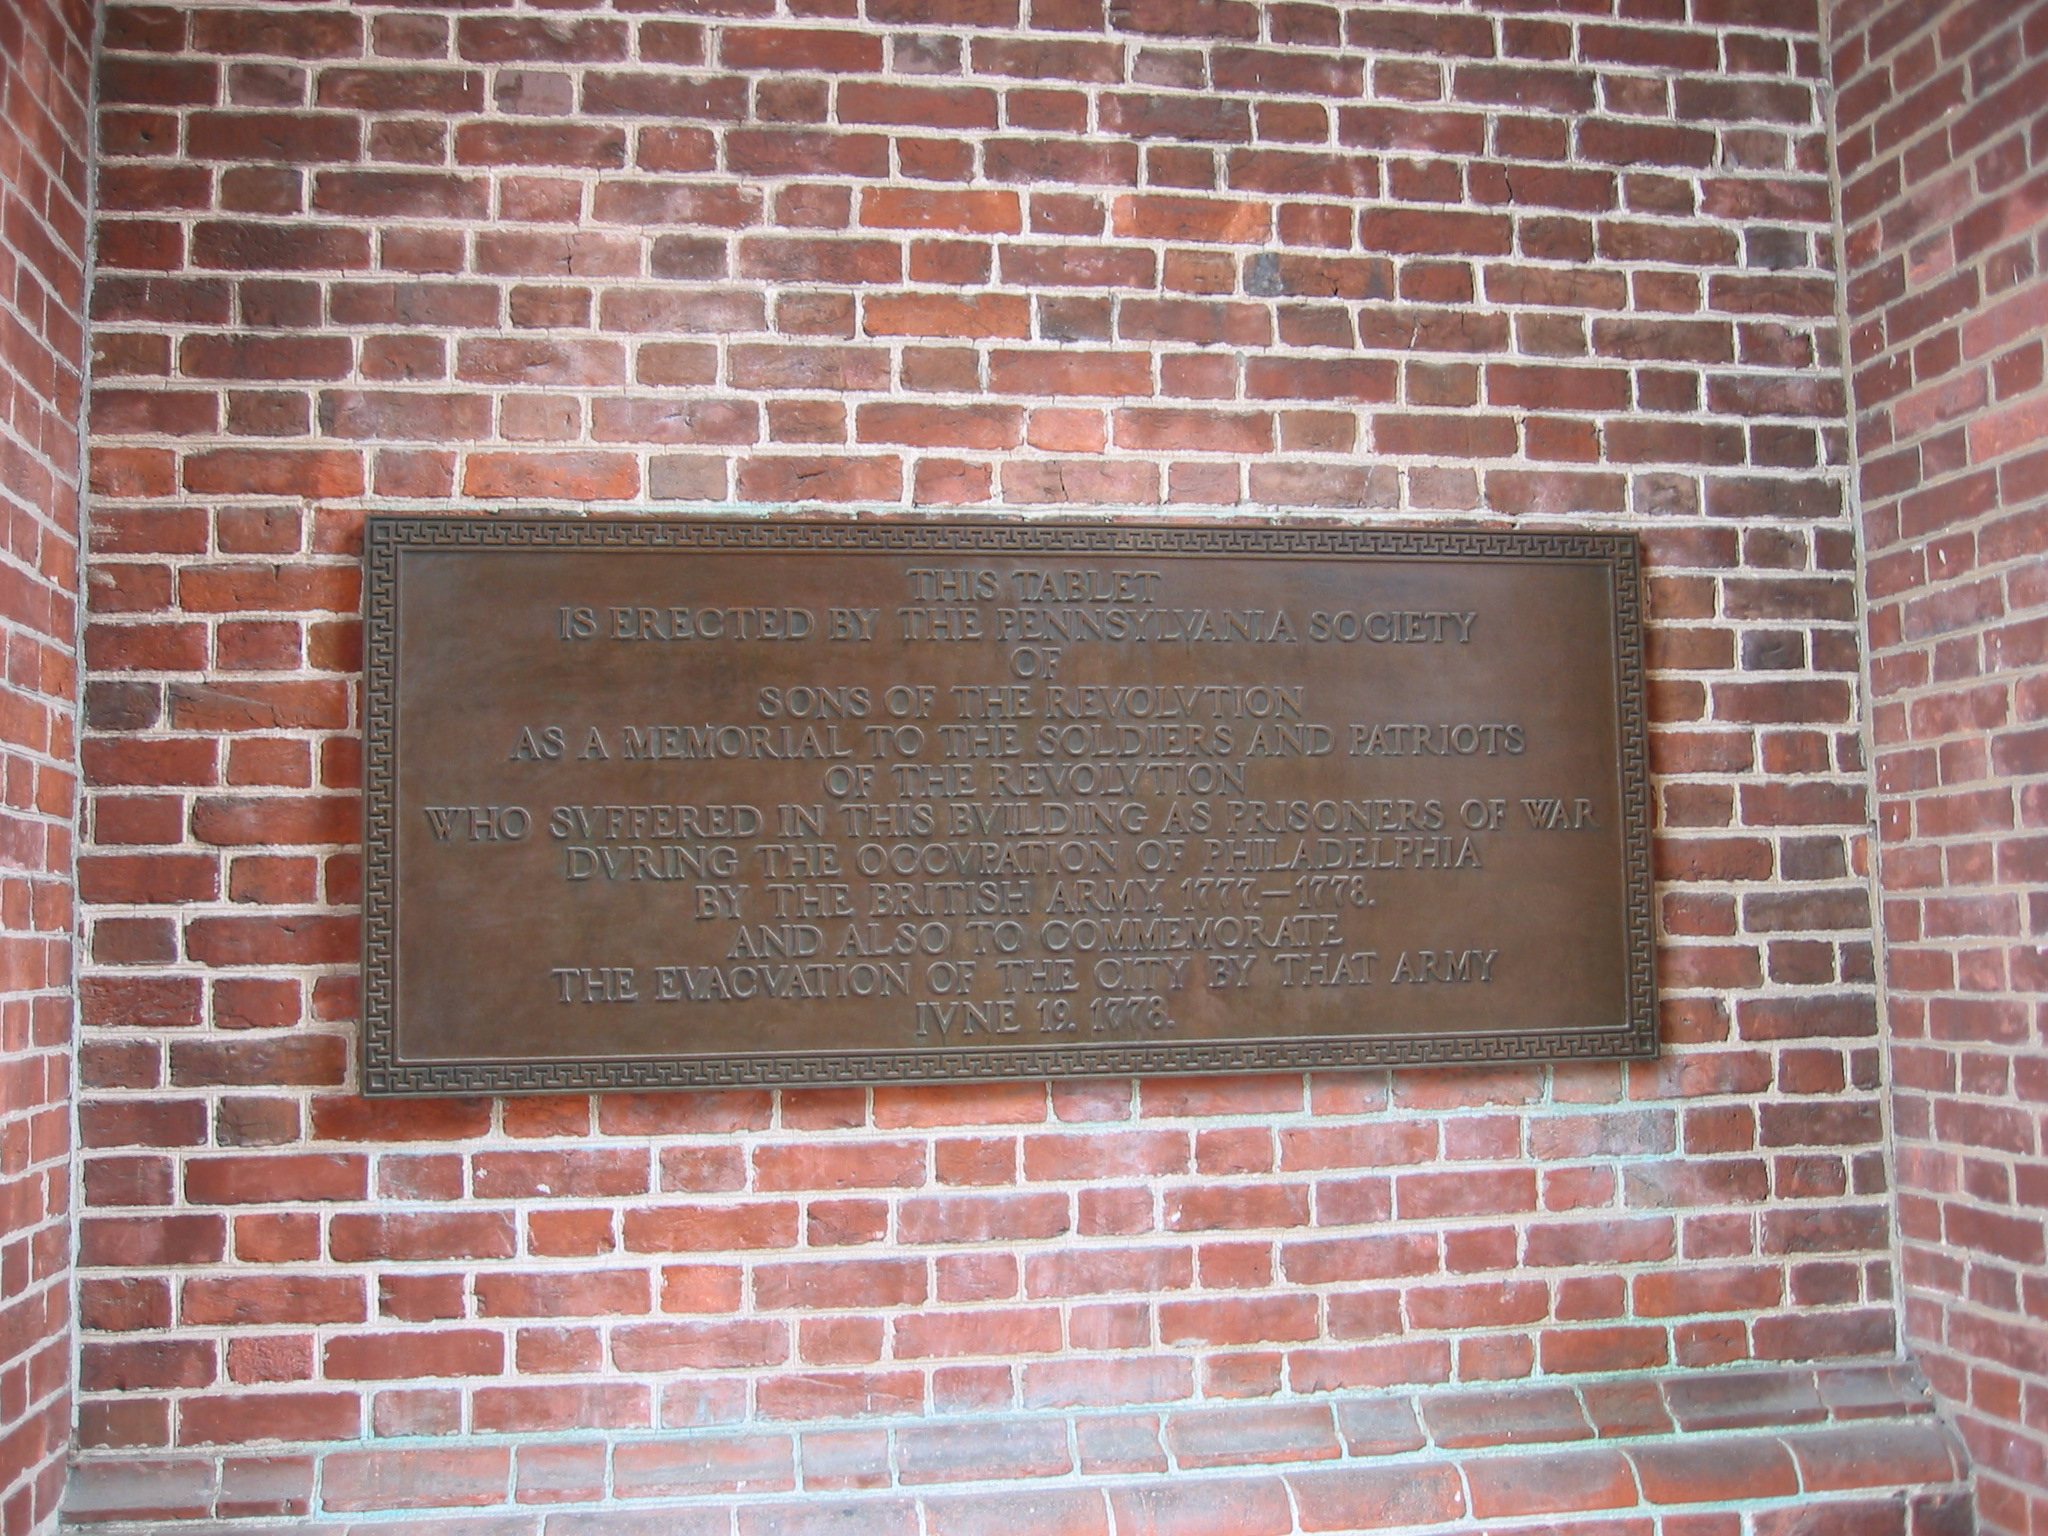 THIS TABLET
IS ERECTED BY THE PENNSYLVANIA SOCIETY
OF
SONS OF THE REVOLVTION
AS A MEMORIAL TO THE SOLDIERS AND PATRIOTS
OF THE REVOLVTION
WHO SVFFERED IN THIS BVILDING AS PRISONERS OF WAR
DVRING THE OCCVPATION OF PHILADELPHIA
BY THE BRITISH ARMY, 1777.—1778.
AND ALSO TO COMMEMORATE
THE EVACVATION OF THE CITY BY THAT ARMY
IVNE 19. 1778.